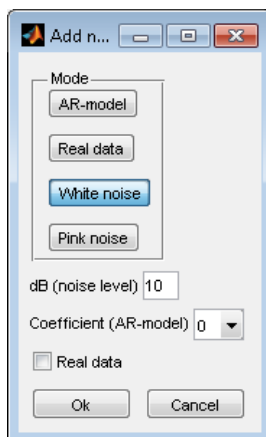 Add n...
Mode
AR-model
Real data
White noise
Pink noise
dB (noise level) 10
Coefficient (AR-model) 0
Real data
Ok Cancel